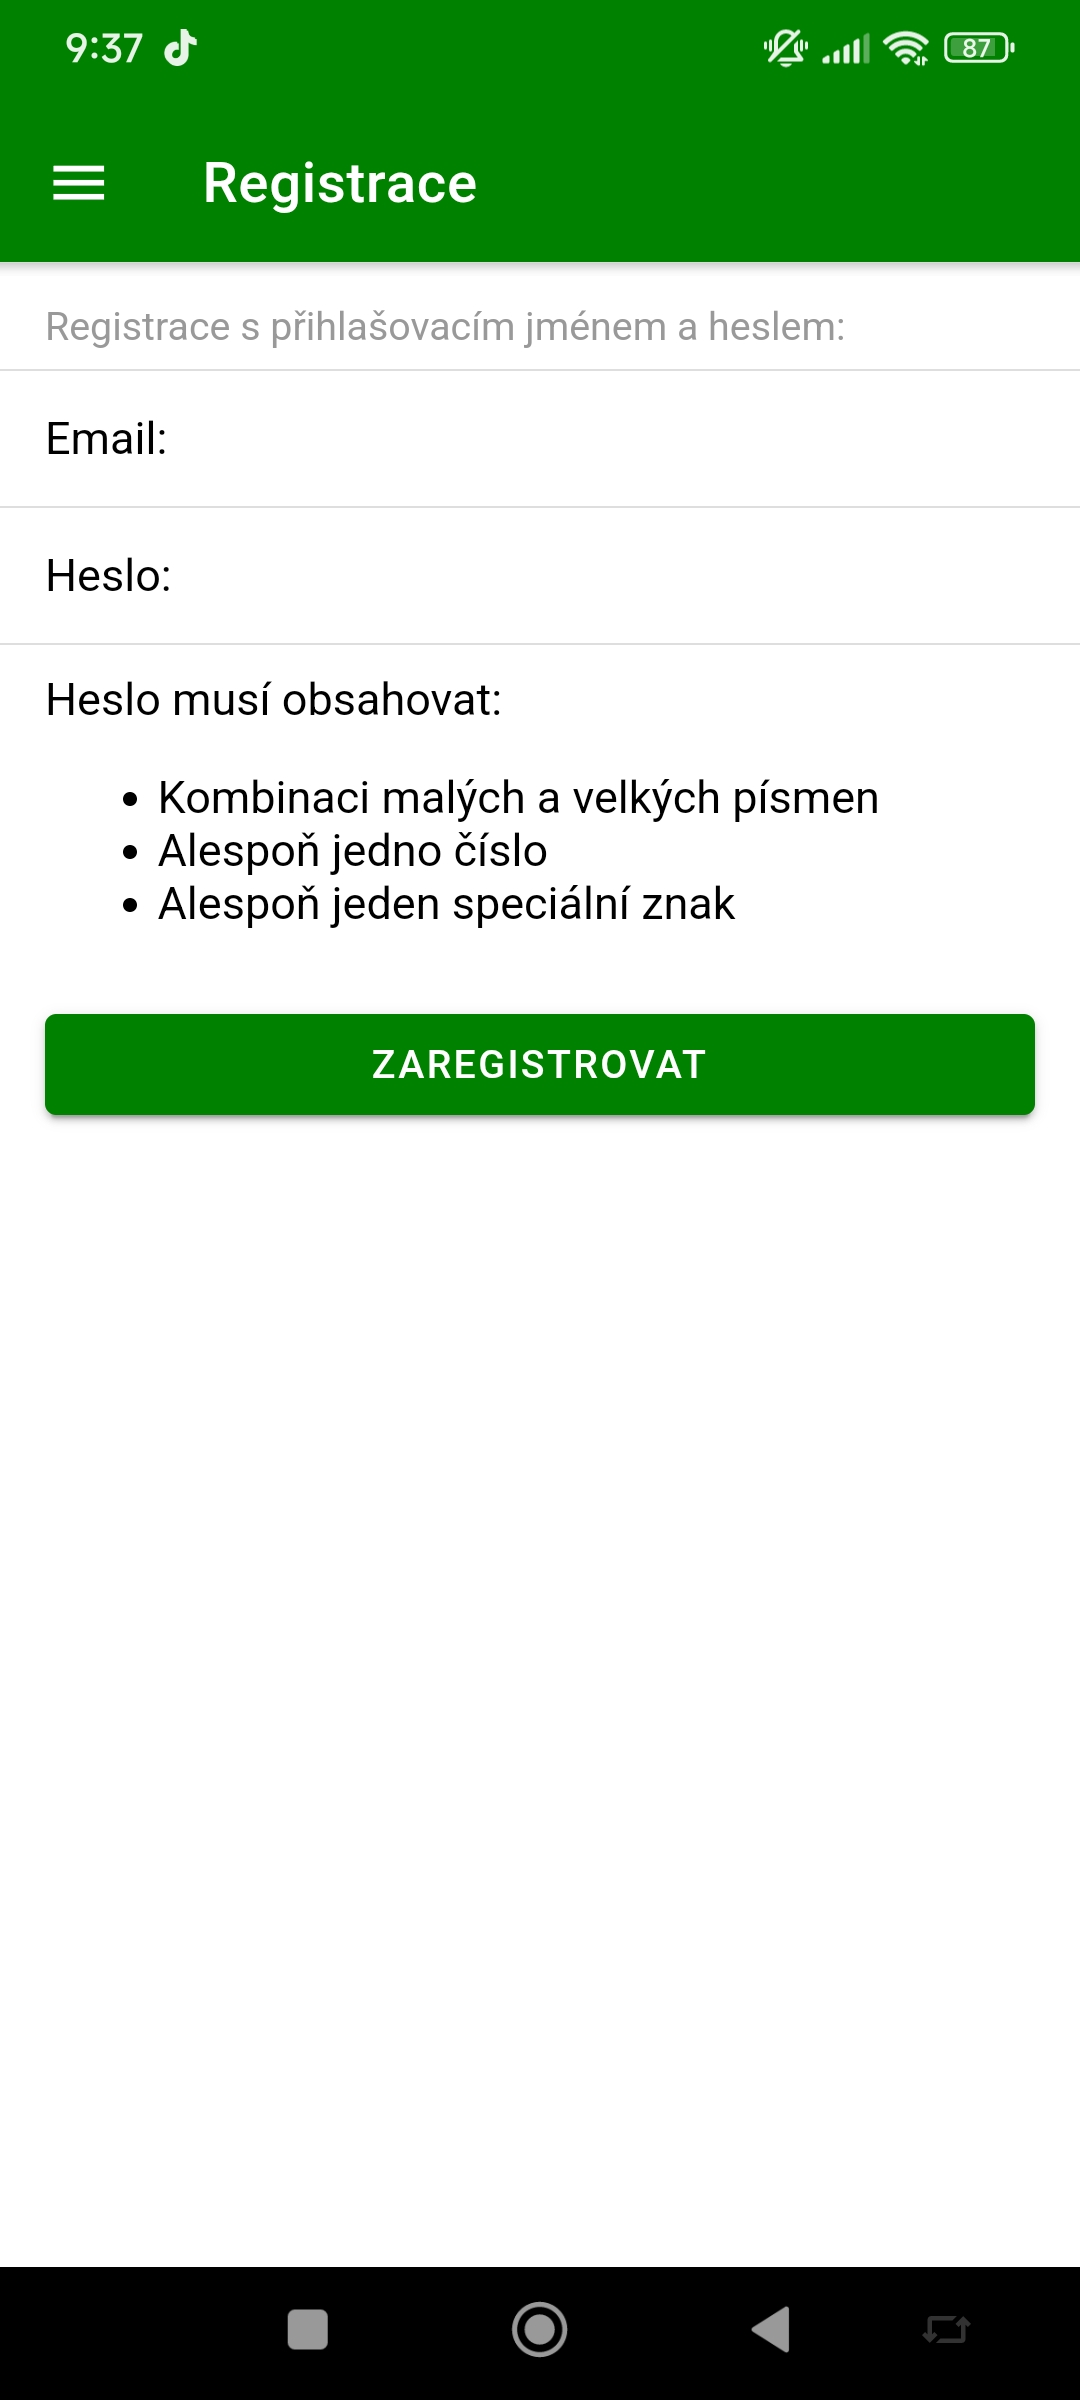 9:37
87
Registrace
Registrace s přihlašovacím jménem a heslem:
Email:
Heslo:
Heslo musí obsahovat:
Kombinaci malých a velkých písmen
Alespoň jedno číslo
Alespoň jeden speciální znak
ZAREGISTROVAT